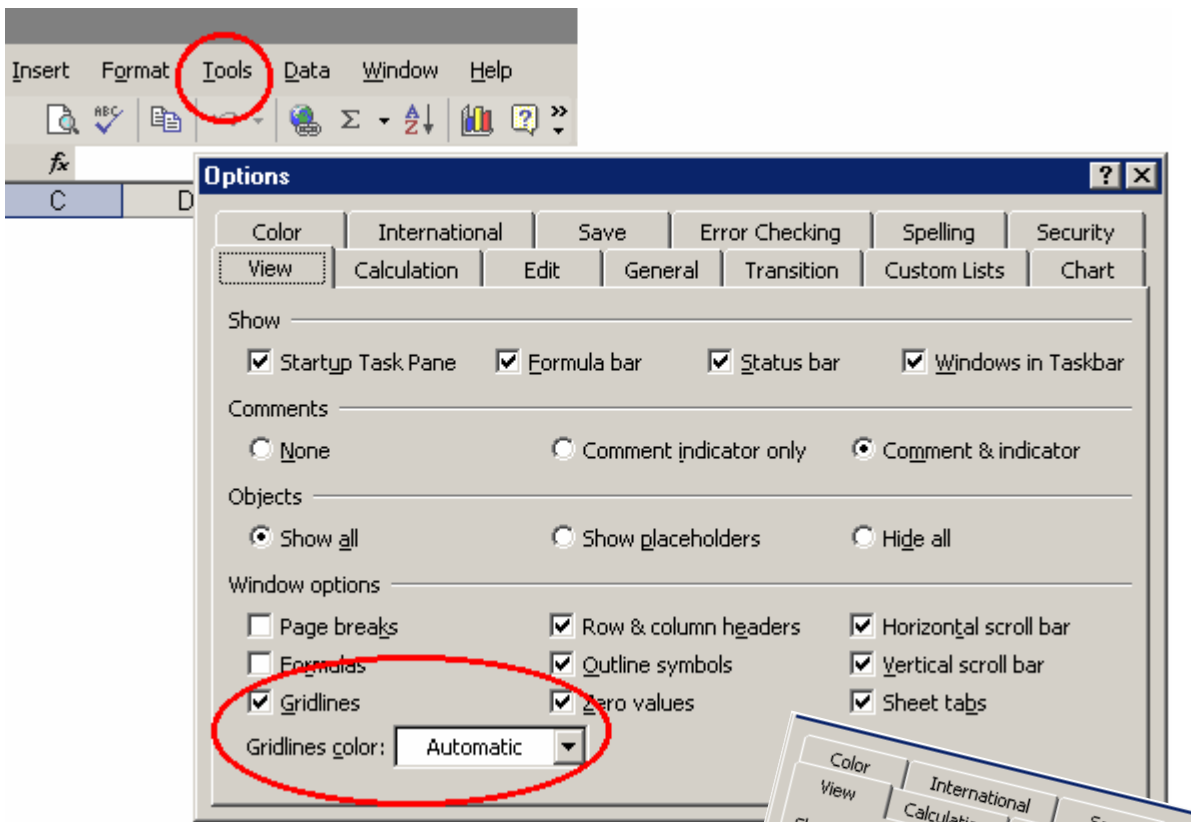 Insert Format Tools Data Window Help
ABC Σ A Z ? »
fx
C D
Options ? X
Color International Save Error Checking Spelling Security
View Calculation Edit General Transition Custom Lists Chart
Show
Startup Task Pane Formula bar Status bar Windows in Taskbar
Comments
None Comment indicator only Comment & indicator
Objects
Show all Show placeholders Hide all
Window options
Page breaks Row & column headers Horizontal scroll bar
Formulas Outline symbols Vertical scroll bar
Gridlines Zero values Sheet tabs
Gridlines color: Automatic
Color International
View